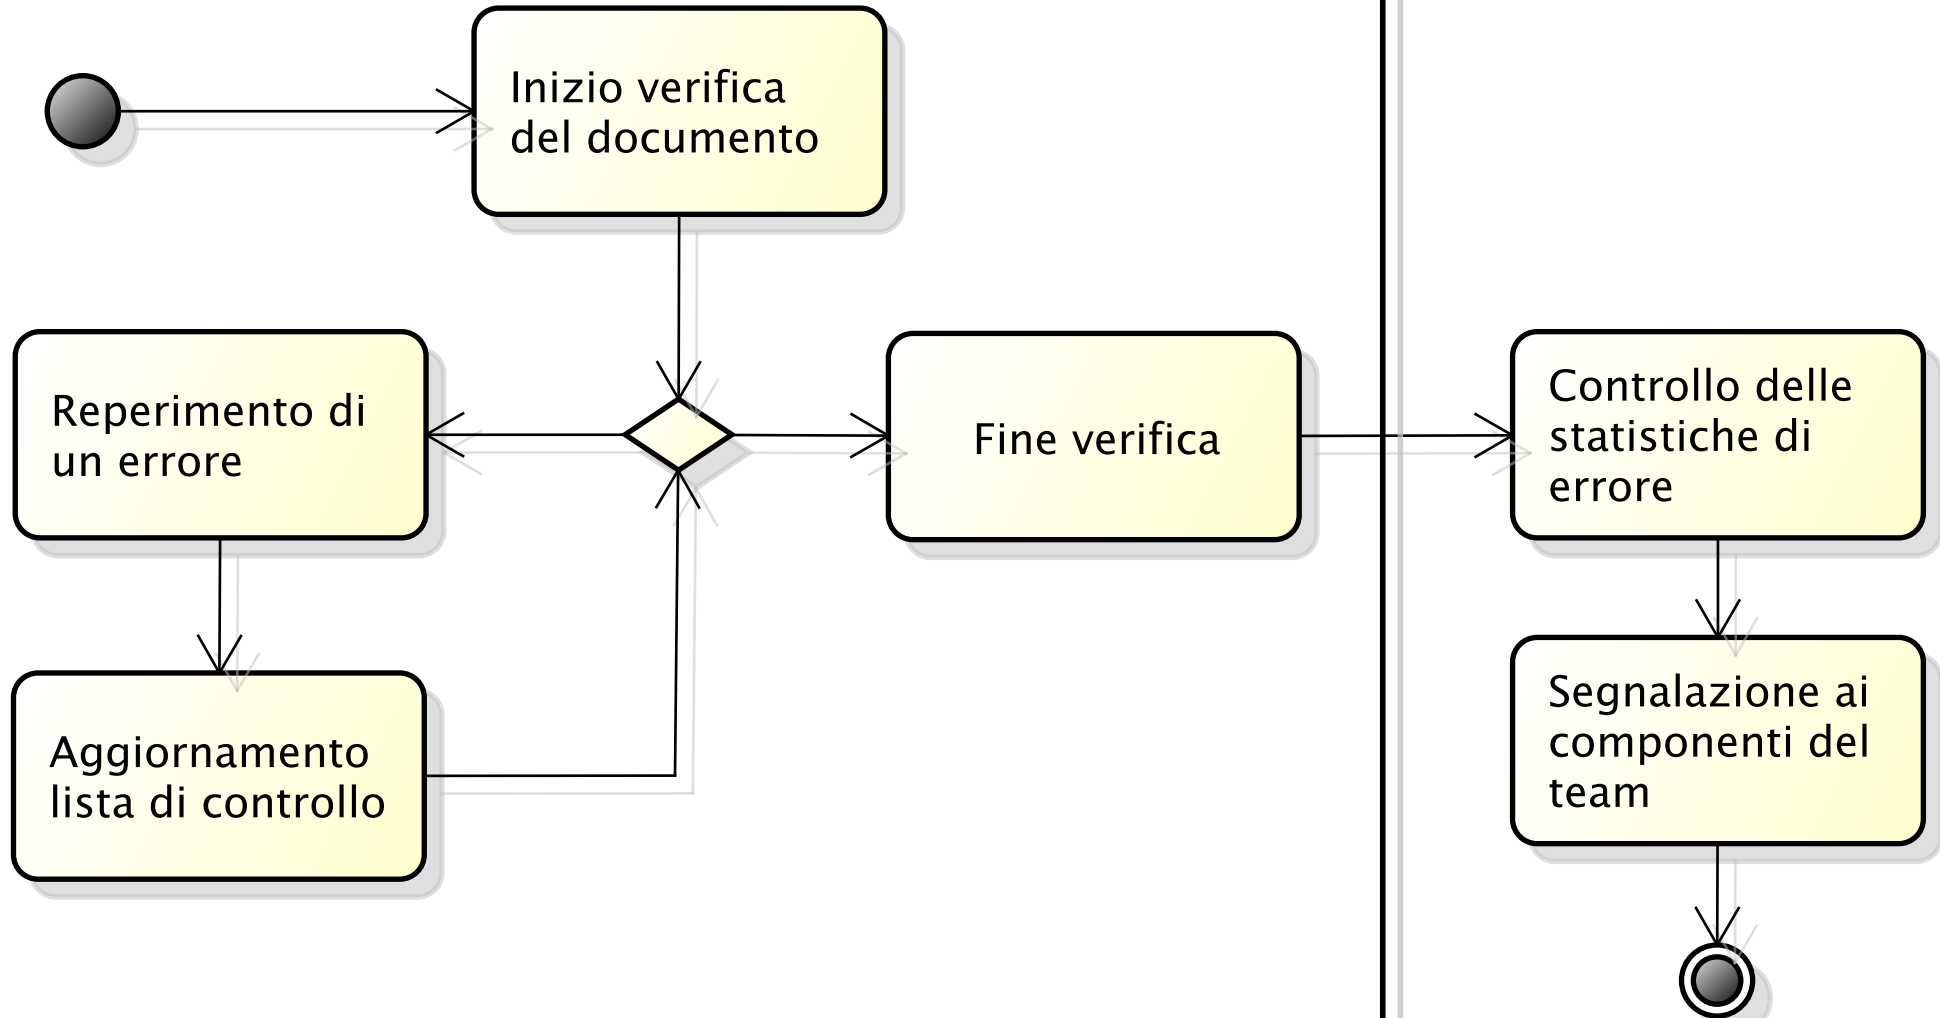 Inizio verifica
del documento
Reperimento di
un errore
Fine verifica
Controllo delle
statistiche di
errore
Aggiornamento
lista di controllo
Segnalazione ai
componenti del
team